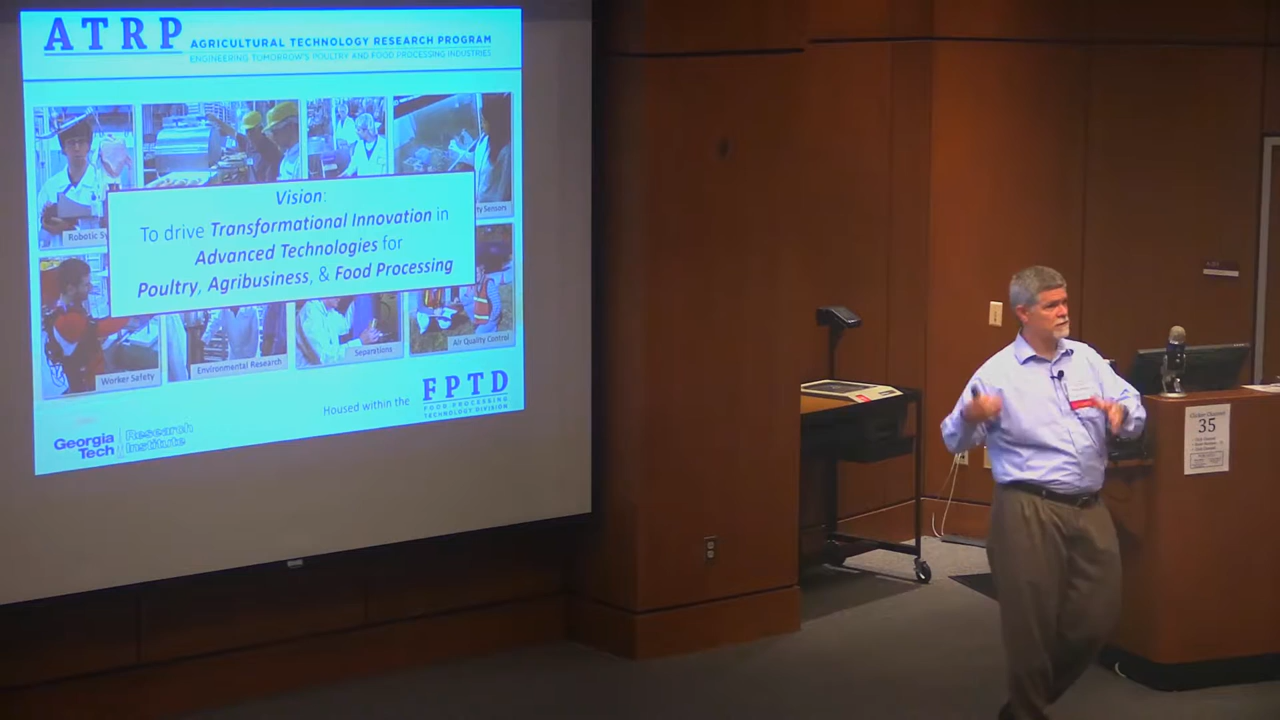 ATRP
AGRICULTURAL TECHNOLOGY RESEARCH PROGRAM
ENGINEERING TOMORROW'S POULTRY AND FOOD PROCESSING INDUSTRIES
Vision:
To drive Transformational Innovation in
Advanced Technologies for
Poultry, Agribusiness, & Food Processing
Robotic
Sensors
Worker Safety
Environmental Research
Separations
Air Quality Control
Housed within the
FPTD
FOOD PROCESSING
TECHNOLOGY DIVISION
Georgia
Tech
Research
Institute
Clicker Channel
35